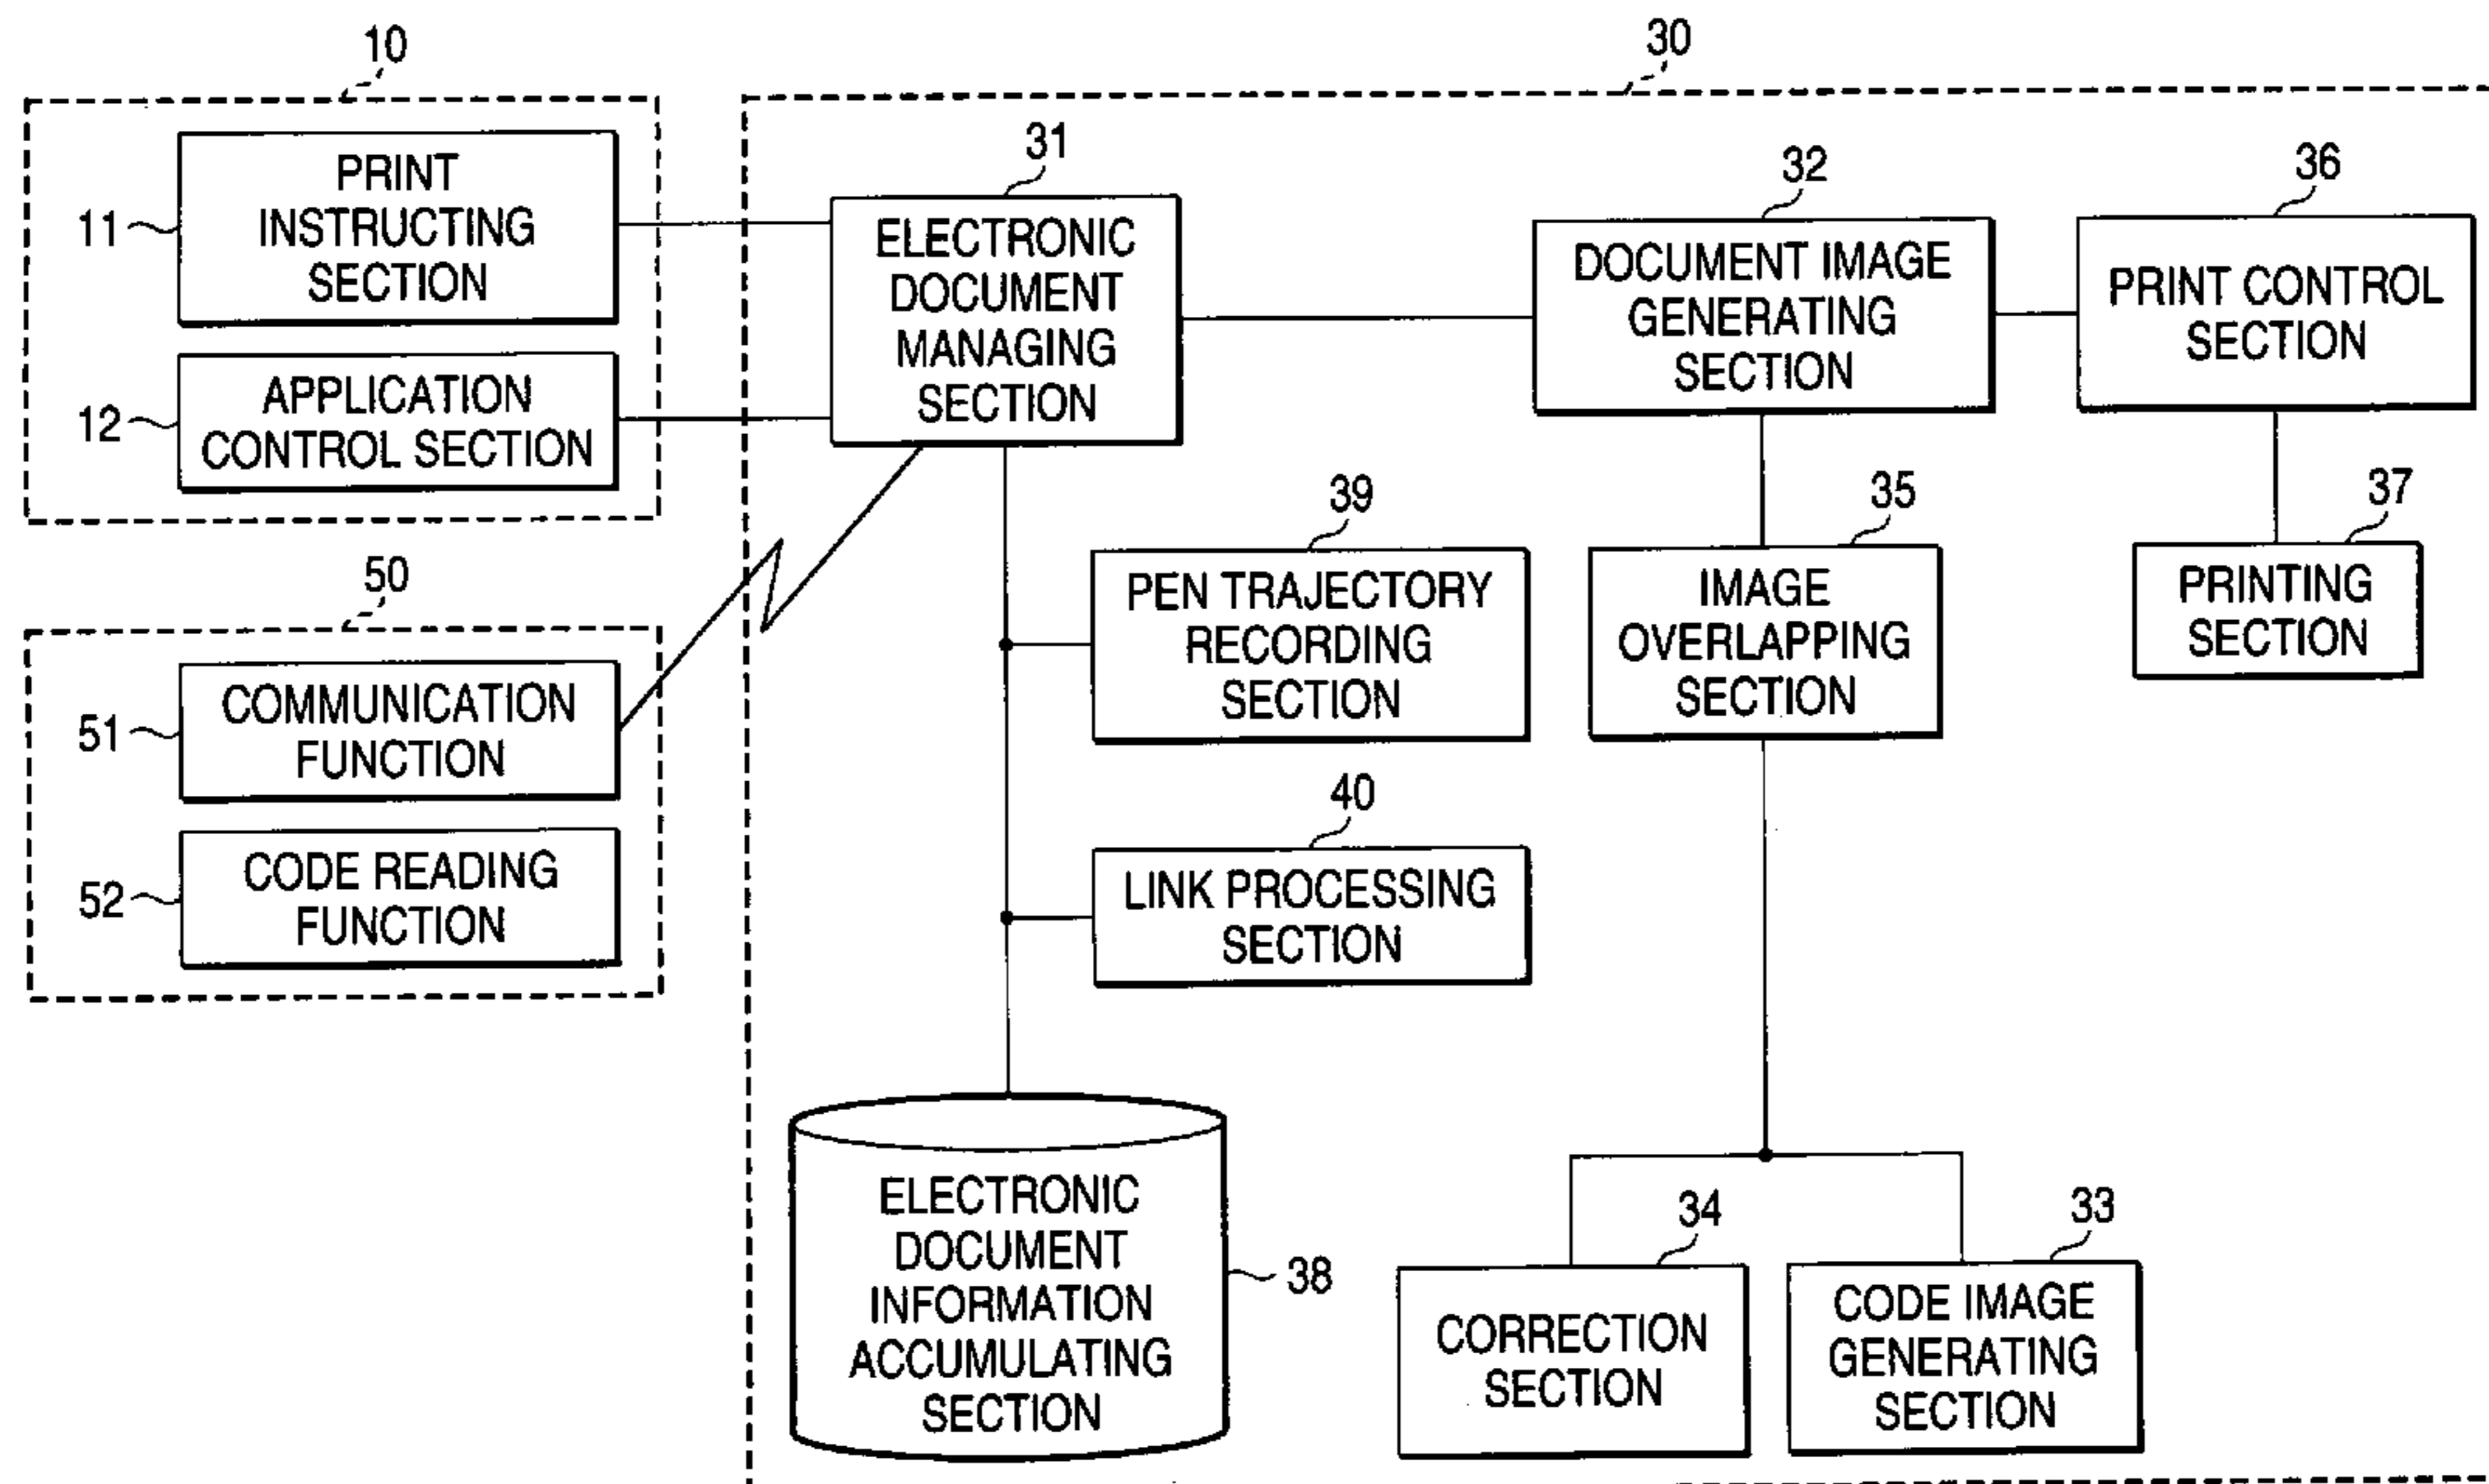 10
PRINT
INSTRUCTING
SECTION
11
APPLICATION
CONTROL SECTION
12
50
COMMUNICATION
FUNCTION
51
CODE READING
FUNCTION
52
30
31
ELECTRONIC
DOCUMENT
MANAGING
SECTION
32
DOCUMENT IMAGE
GENERATING
SECTION
36
PRINT CONTROL
SECTION
39
PEN TRAJECTORY
RECORDING
SECTION
35
IMAGE
OVERLAPPING
SECTION
37
PRINTING
SECTION
40
LINK PROCESSING
SECTION
ELECTRONIC
DOCUMENT
INFORMATION
ACCUMULATING
SECTION
38
34
CORRECTION
SECTION
33
CODE IMAGE
GENERATING
SECTION